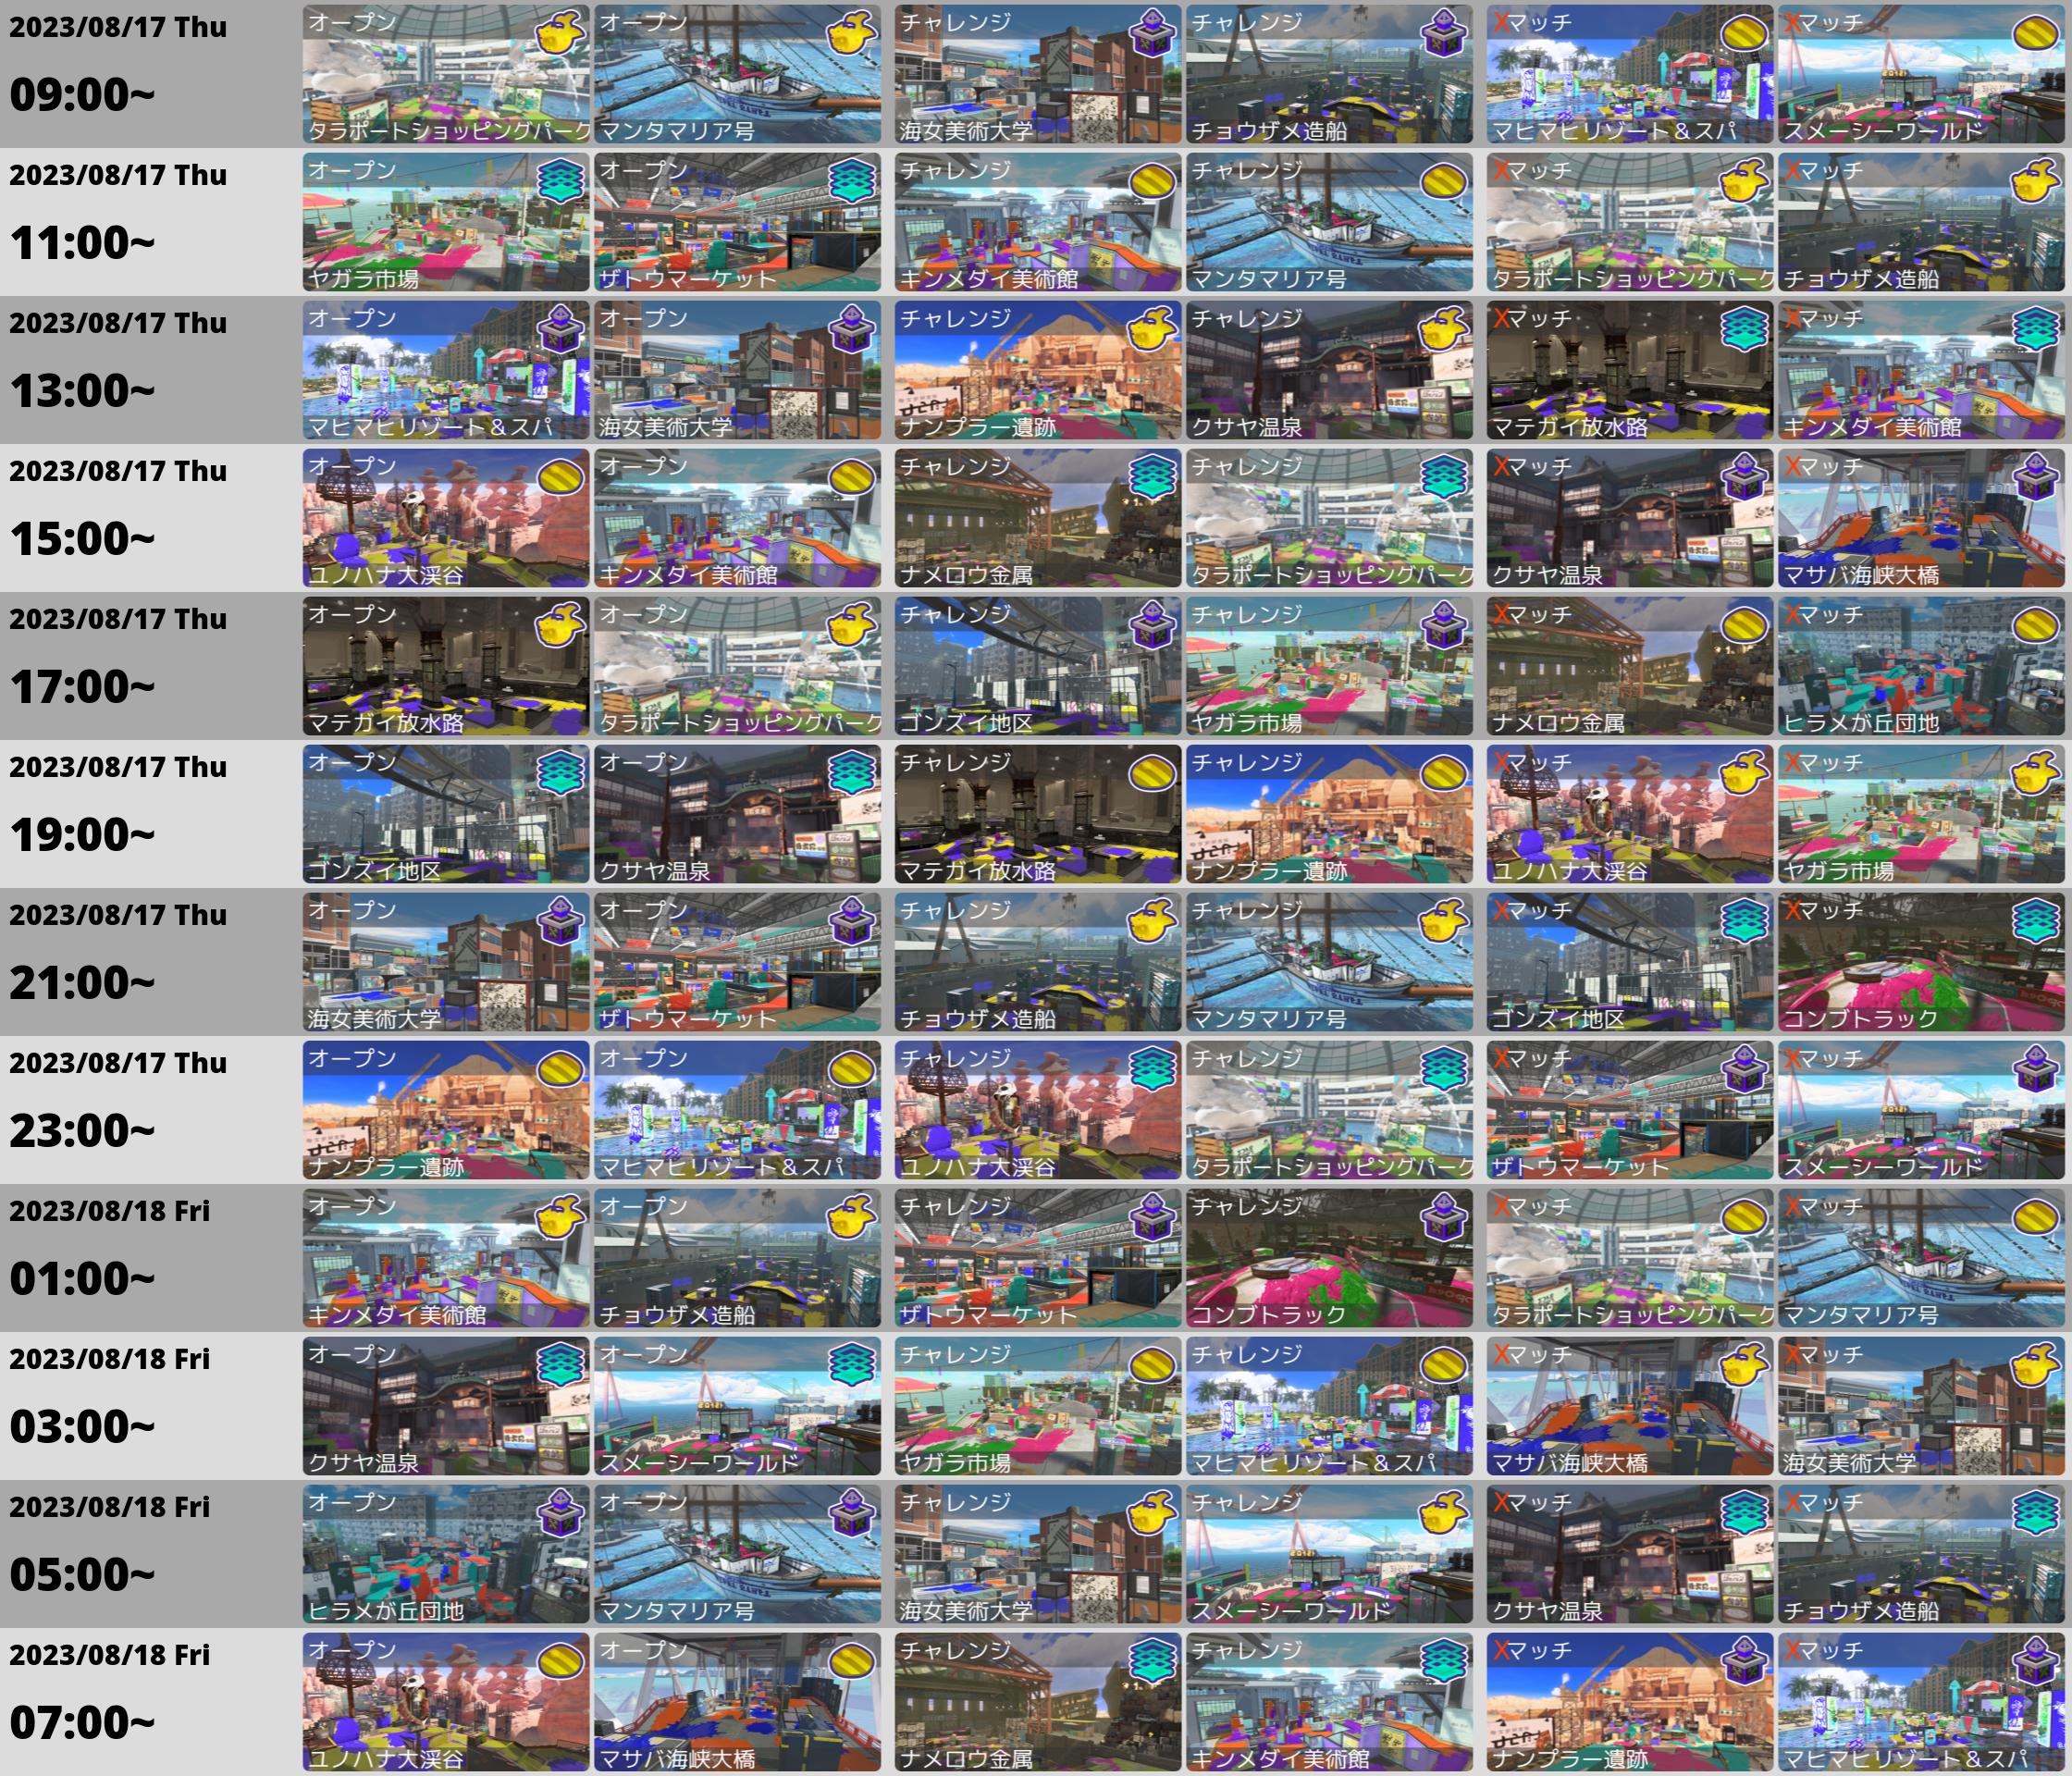 2023/08/17 Thu
09:00~
オープン
タラポートショッピングパーク
オープン
マンタマリア号
チャレンジ
海女美術大学
チャレンジ
チョウザメ造船
Xマッチ
マヒマヒリゾート＆スパ
Xマッチ
スメーシーワールド
2023/08/17 Thu
11:00~
オープン
ヤガラ市場
オープン
ザトウマーケット
チャレンジ
キンメダイ美術館
チャレンジ
マンタマリア号
Xマッチ
タラポートショッピングパーク
Xマッチ
チョウザメ造船
2023/08/17 Thu
13:00~
オープン
マヒマヒリゾート＆スパ
オープン
海女美術大学
チャレンジ
ナンプラー遺跡
チャレンジ
クサヤ温泉
Xマッチ
マテガイ放水路
Xマッチ
キンメダイ美術館
2023/08/17 Thu
15:00~
オープン
ユノハナ大渓谷
オープン
キンメダイ美術館
チャレンジ
ナメロウ金属
チャレンジ
タラポートショッピングパーク
Xマッチ
クサヤ温泉
Xマッチ
マサバ海峡大橋
2023/08/17 Thu
17:00~
オープン
マテガイ放水路
オープン
タラポートショッピングパーク
チャレンジ
ゴンズイ地区
チャレンジ
ヤガラ市場
Xマッチ
ナメロウ金属
Xマッチ
ヒラメが丘団地
2023/08/17 Thu
19:00~
オープン
ゴンズイ地区
オープン
クサヤ温泉
チャレンジ
マテガイ放水路
チャレンジ
ナンプラー遺跡
Xマッチ
ユノハナ大渓谷
Xマッチ
ヤガラ市場
2023/08/17 Thu
21:00~
オープン
海女美術大学
オープン
ザトウマーケット
チャレンジ
チョウザメ造船
チャレンジ
マンタマリア号
Xマッチ
ゴンズイ地区
Xマッチ
コンブトラック
2023/08/17 Thu
23:00~
オープン
ナンプラー遺跡
オープン
マヒマヒリゾート＆スパ
チャレンジ
ユノハナ大渓谷
チャレンジ
タラポートショッピングパーク
Xマッチ
ザトウマーケット
Xマッチ
スメーシーワールド
2023/08/18 Fri
01:00~
オープン
キンメダイ美術館
オープン
チョウザメ造船
チャレンジ
ザトウマーケット
チャレンジ
コンブトラック
Xマッチ
タラポートショッピングパーク
Xマッチ
マンタマリア号
2023/08/18 Fri
03:00~
オープン
クサヤ温泉
オープン
スメーシーワールド
チャレンジ
ヤガラ市場
チャレンジ
マヒマヒリゾート＆スパ
Xマッチ
マサバ海峡大橋
Xマッチ
海女美術大学
2023/08/18 Fri
05:00~
オープン
ヒラメが丘団地
オープン
マンタマリア号
チャレンジ
海女美術大学
チャレンジ
スメーシーワールド
Xマッチ
クサヤ温泉
Xマッチ
チョウザメ造船
2023/08/18 Fri
07:00~
オープン
ユノハナ大渓谷
オープン
マサバ海峡大橋
チャレンジ
ナメロウ金属
チャレンジ
キンメダイ美術館
Xマッチ
ナンプラー遺跡
Xマッチ
マヒマヒリゾート＆スパ